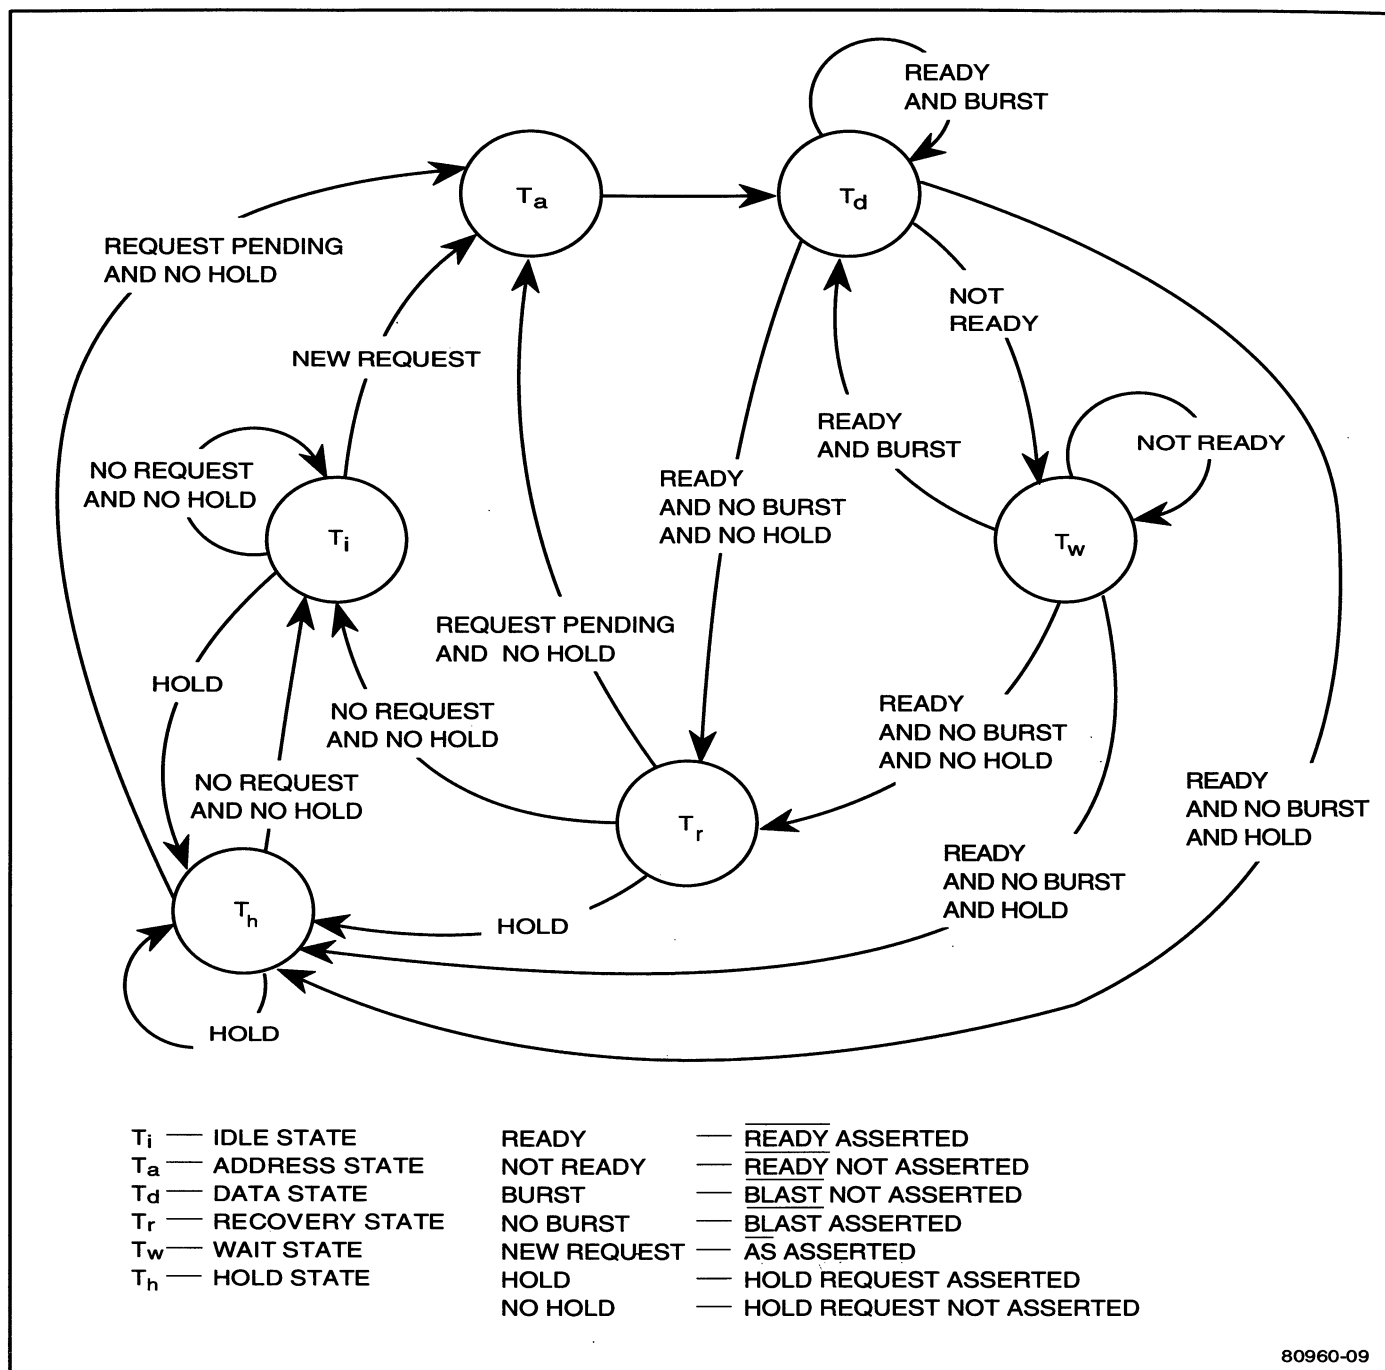 READY
AND BURST
Ta
Td
REQUEST PENDING
AND NO HOLD
NOT
READY
NEW REQUEST
READY
AND BURST
NOT READY
NO REQUEST
AND NO HOLD
READY
AND NO BURST
AND NO HOLD
Ti
Tw
REQUEST PENDING
AND NO HOLD
HOLD
NO REQUEST
AND NO HOLD
READY
AND NO BURST
AND NO HOLD
NO REQUEST
AND NO HOLD
READY
AND NO BURST
AND HOLD
Tr
READY
AND NO BURST
AND HOLD
Th
HOLD
HOLD
Ti — IDLE STATE
Ta — ADDRESS STATE
Td — DATA STATE
Tr — RECOVERY STATE
Tw — WAIT STATE
Th — HOLD STATE
READY — READY ASSERTED
NOT READY — READY NOT ASSERTED
BURST — BLAST NOT ASSERTED
NO BURST — BLAST ASSERTED
NEW REQUEST — AS ASSERTED
HOLD — HOLD REQUEST ASSERTED
NO HOLD — HOLD REQUEST NOT ASSERTED
80960-09